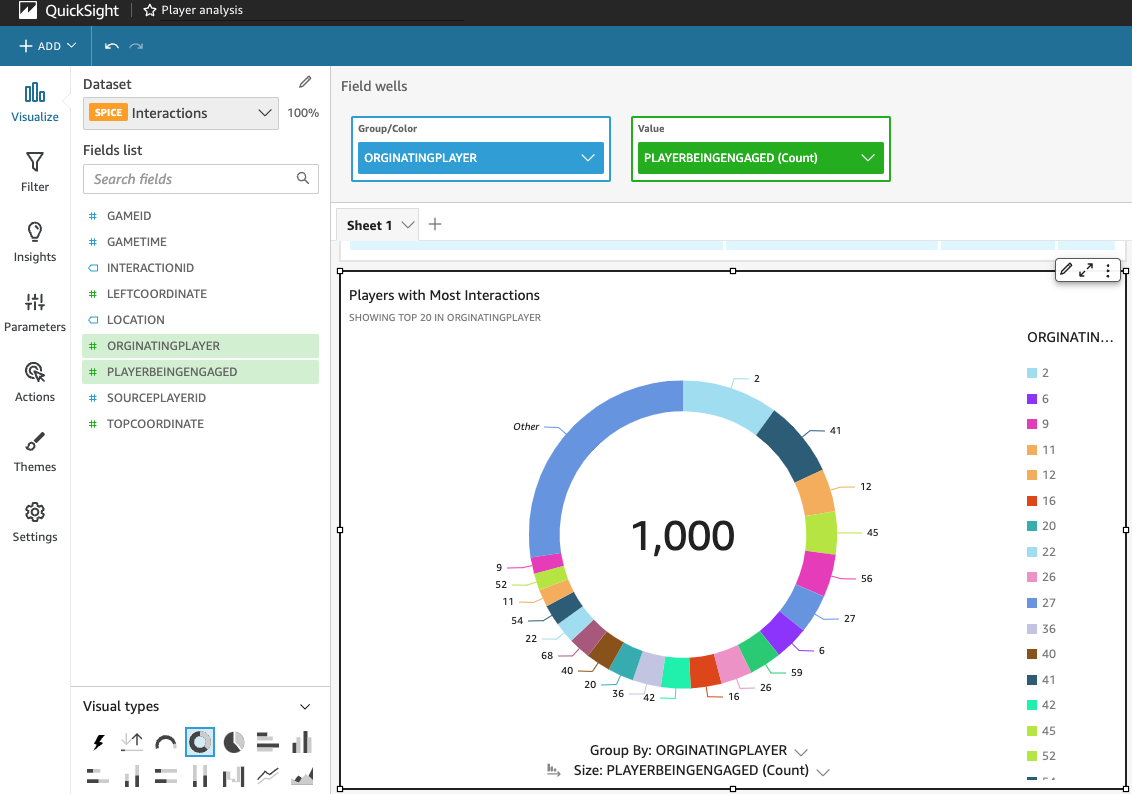 QuickSight
Player analysis
ADD
Visualize
Filter
Insights
Parameters
Actions
Themes
Settings
Dataset
SPICE Interactions
100%
Fields list
Search fields
# GAMEID
# GAMETIME
INTERACTIONID
# LEFTCOORDINATE
LOCATION
# ORGINATINGPLAYER
# PLAYERBEINGENGAGED
# SOURCEPLAYERID
# TOPCOORDINATE
Visual types
Field wells
Group/Color
ORGINATINGPLAYER
Value
PLAYERBEINGENGAGED (Count)
Sheet 1
Players with Most Interactions
SHOWING TOP 20 IN ORGINATINGPLAYER
2
41
12
45
56
27
6
59
26
16
42
36
20
40
68
22
54
11
52
9
Other
1,000
Group By: ORGINATINGPLAYER
Size: PLAYERBEINGENGAGED (Count)
ORGINATIN...
2
6
9
11
12
16
20
22
26
27
36
40
41
42
45
52